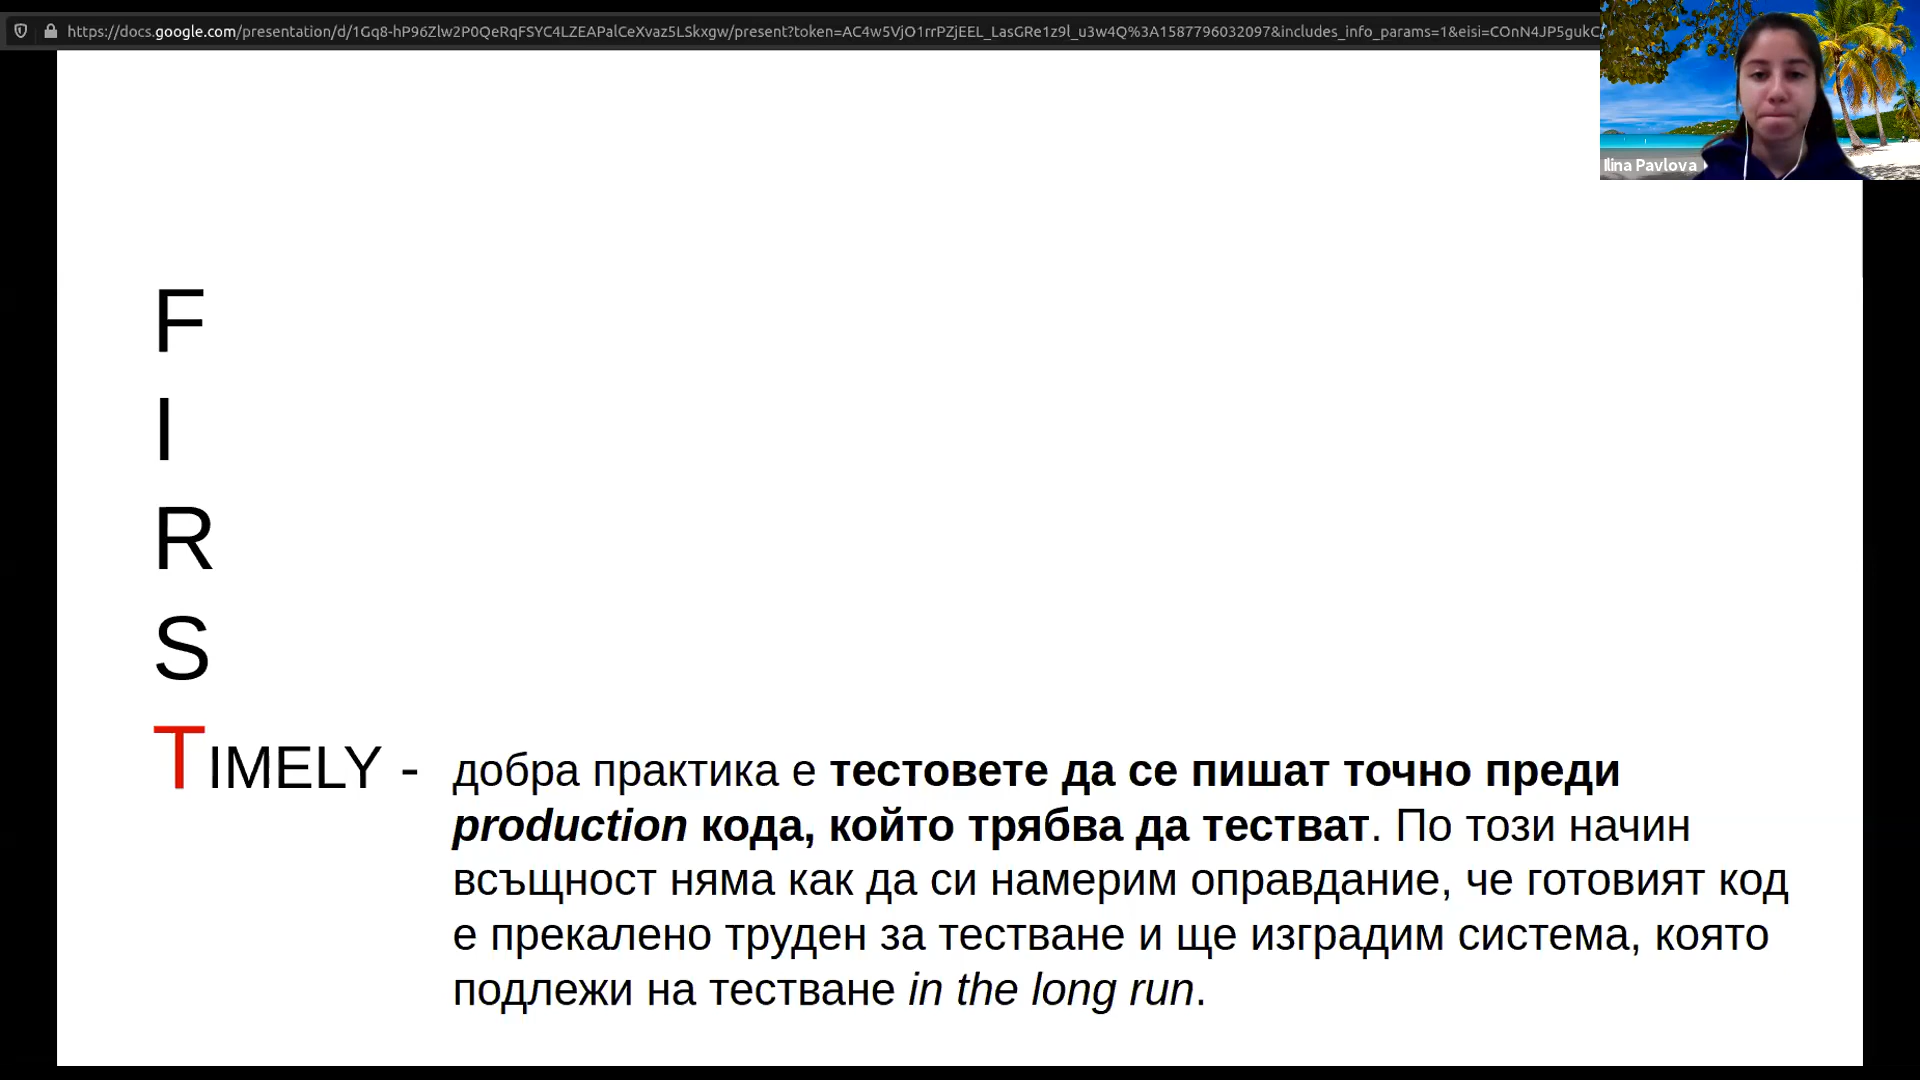 https://docs.google.com/presentation/d/1Gq8-hP96Zlw2P0QeRqFSYC4LZEAPalCeXvaz5LSkxgw/present?token=AC4w5VjO1rrPZjEEL_LasGRe1z9l_u3w4Q%3A1587796032097&includes_info_params=1&eisi=COnN4JP5gukC
Ilina Pavlova
F
I
R
S
TIMELY - добра практика е тестовете да се пишат точно преди
production кода, който трябва да тестват. По този начин
всъщност няма как да си намерим оправдание, че готовият код
е прекалено труден за тестване и ще изградим система, която
подлежи на тестване in the long run.